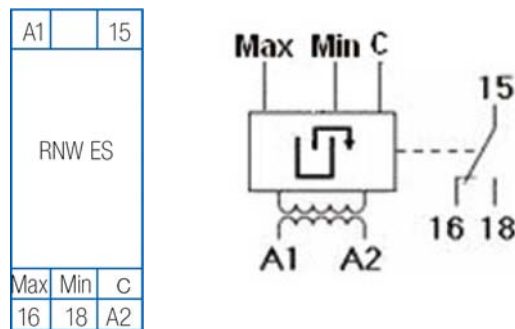 A1 15
RNW ES
Max Min C
16 18 A2
Max Min C
15
16 18
A1 A2